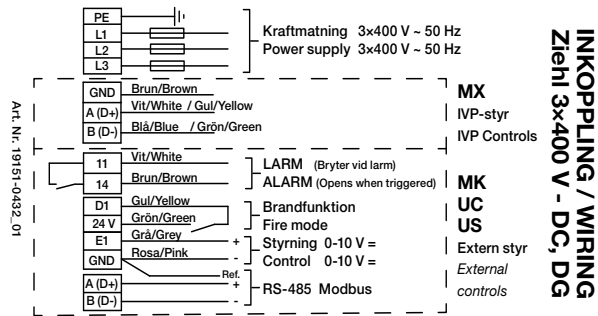 PE
L1
L2
L3
Kraftmatning 3×400 V ~ 50 Hz
Power supply 3×400 V ~ 50 Hz
GND Brun/Brown
A (D+) Vit/White / Gul/Yellow
B (D-) Blå/Blue / Grön/Green
MX
IVP-styr
IVP Controls
11 Vit/White
14 Brun/Brown
LARM (Bryter vid larm)
ALARM (Opens when triggered)
D1 Gul/Yellow
24 V Grön/Green
Brandfunktion
Fire mode
E1 Grå/Grey +
GND Rosa/Pink -
Styrning 0-10 V =
Control 0-10 V =
Ref.
A (D+) +
B (D-) -
RS-485 Modbus
MK
UC
US
Extern styr
External
controls
INKOPPLING / WIRING
Ziehl 3×400 V - DC, DG
Art. Nr. 19151-0432_01